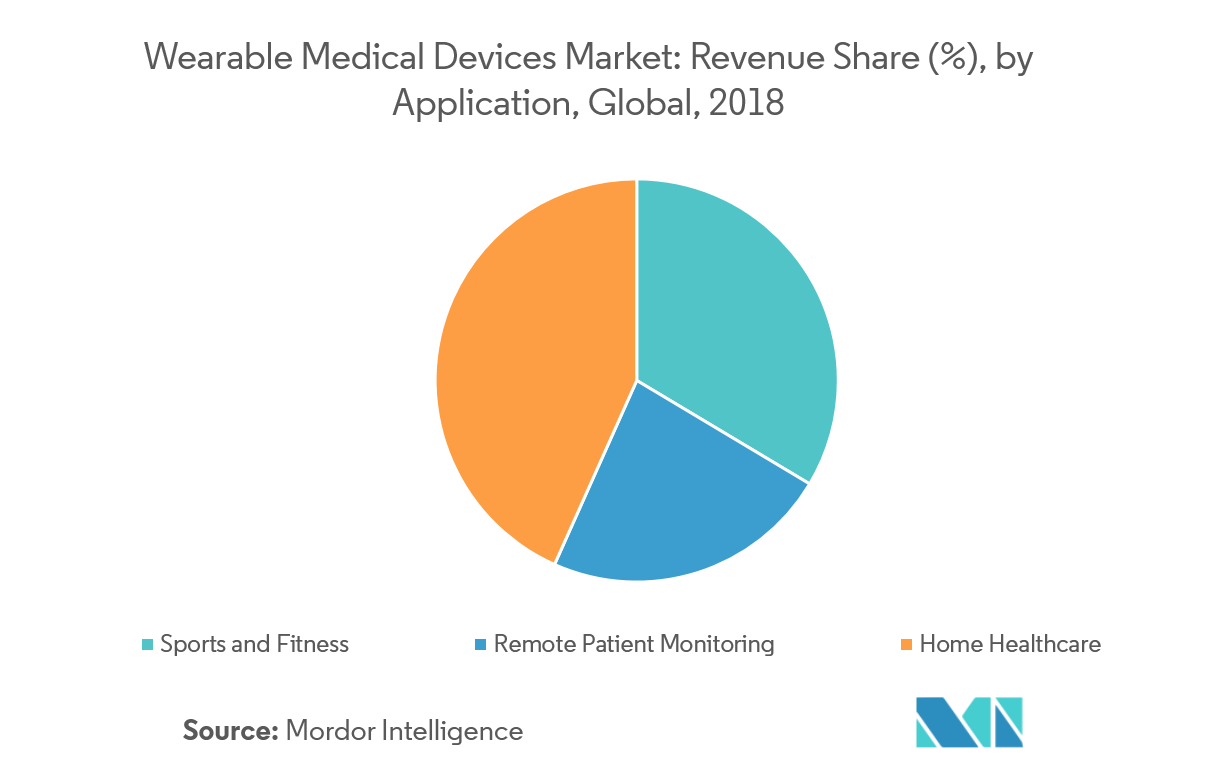 Wearable Medical Devices Market: Revenue Share (%), by
Application, Global, 2018
Sports and Fitness
Remote Patient Monitoring
Home Healthcare
Source: Mordor Intelligence